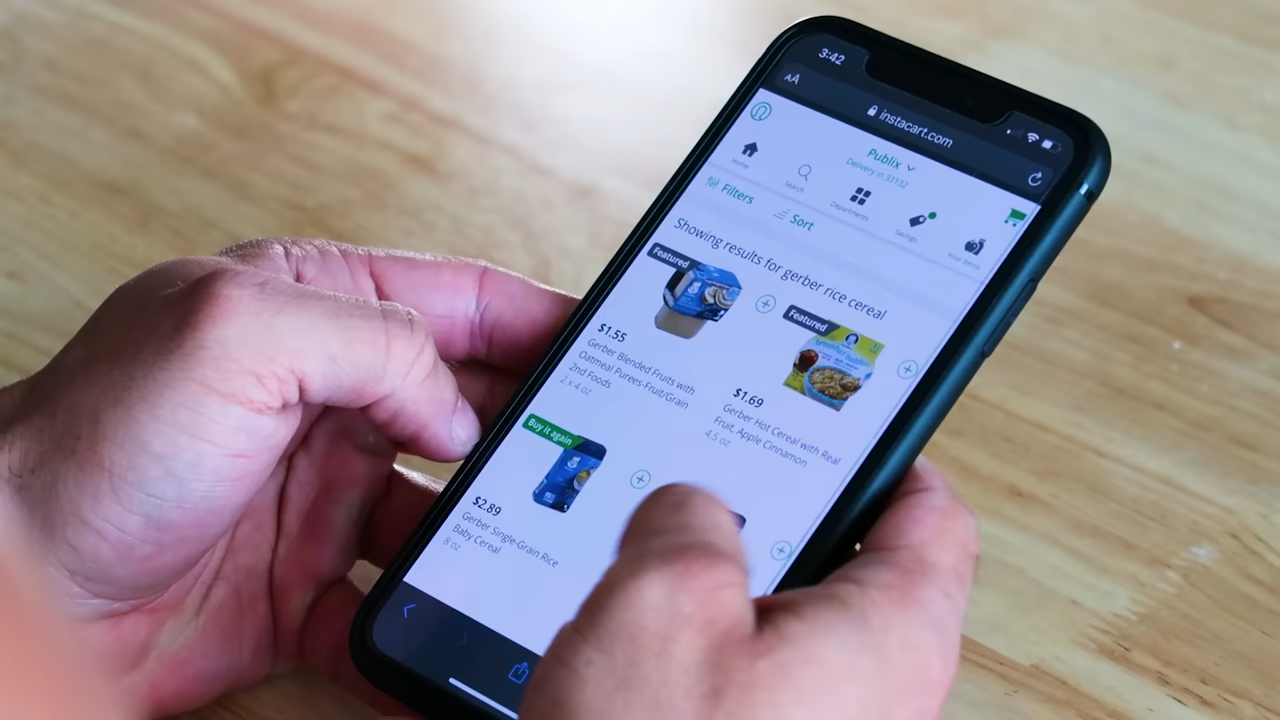 3:42
AA
instacart.com
Publix
Delivery in 33132
Home
Search
Departments
Savings
Your Items
Filters
Sort
Showing results for gerber rice cereal
Featured
$1.55
Gerber Blended Fruits with
Oatmeal Purees-Fruit/Grain
2nd Foods
2 x 4 oz
Featured
$1.69
Gerber Hot Cereal with Real
Fruit, Apple Cinnamon
4.5 oz
Buy it again
$2.89
Gerber Single-Grain Rice
Baby Cereal
8 oz